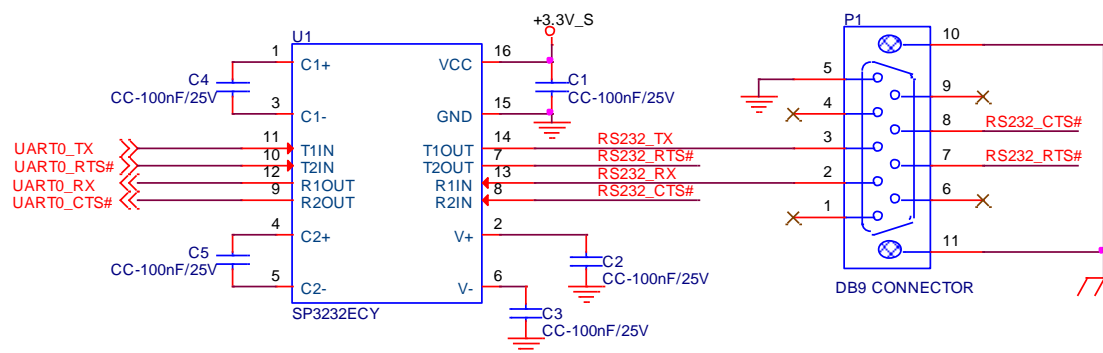 +3.3V_S
U1
P1
1
16
10
C1+
VCC
C4
C1
5
CC-100nF/25V
CC-100nF/25V
9
4
3
15
C1-
GND
8
RS232_CTS#
UART0_TX
11
T1IN
T1OUT
14
RS232_TX
3
UART0_RTS#
10
T2IN
T2OUT
7
RS232_RTS#
7
RS232_RTS#
UART0_RX
12
R1OUT
R1IN
13
RS232_RX
2
UART0_CTS#
9
R2OUT
R2IN
8
RS232_CTS#
6
1
4
C2+
V+
2
C5
CC-100nF/25V
C2
CC-100nF/25V
11
5
C2-
V-
6
DB9 CONNECTOR
SP3232ECY
C3
CC-100nF/25V